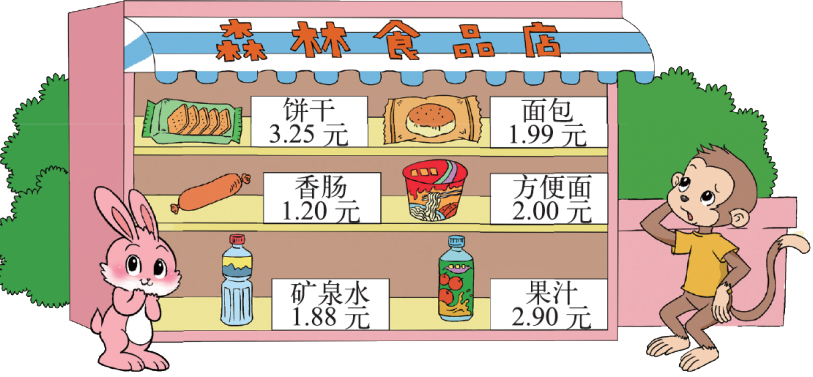 森林食品店
饼干
3.25 元
面包
1.99 元
香肠
1.20 元
方便面
2.00 元
矿泉水
1.88 元
果汁
2.90 元